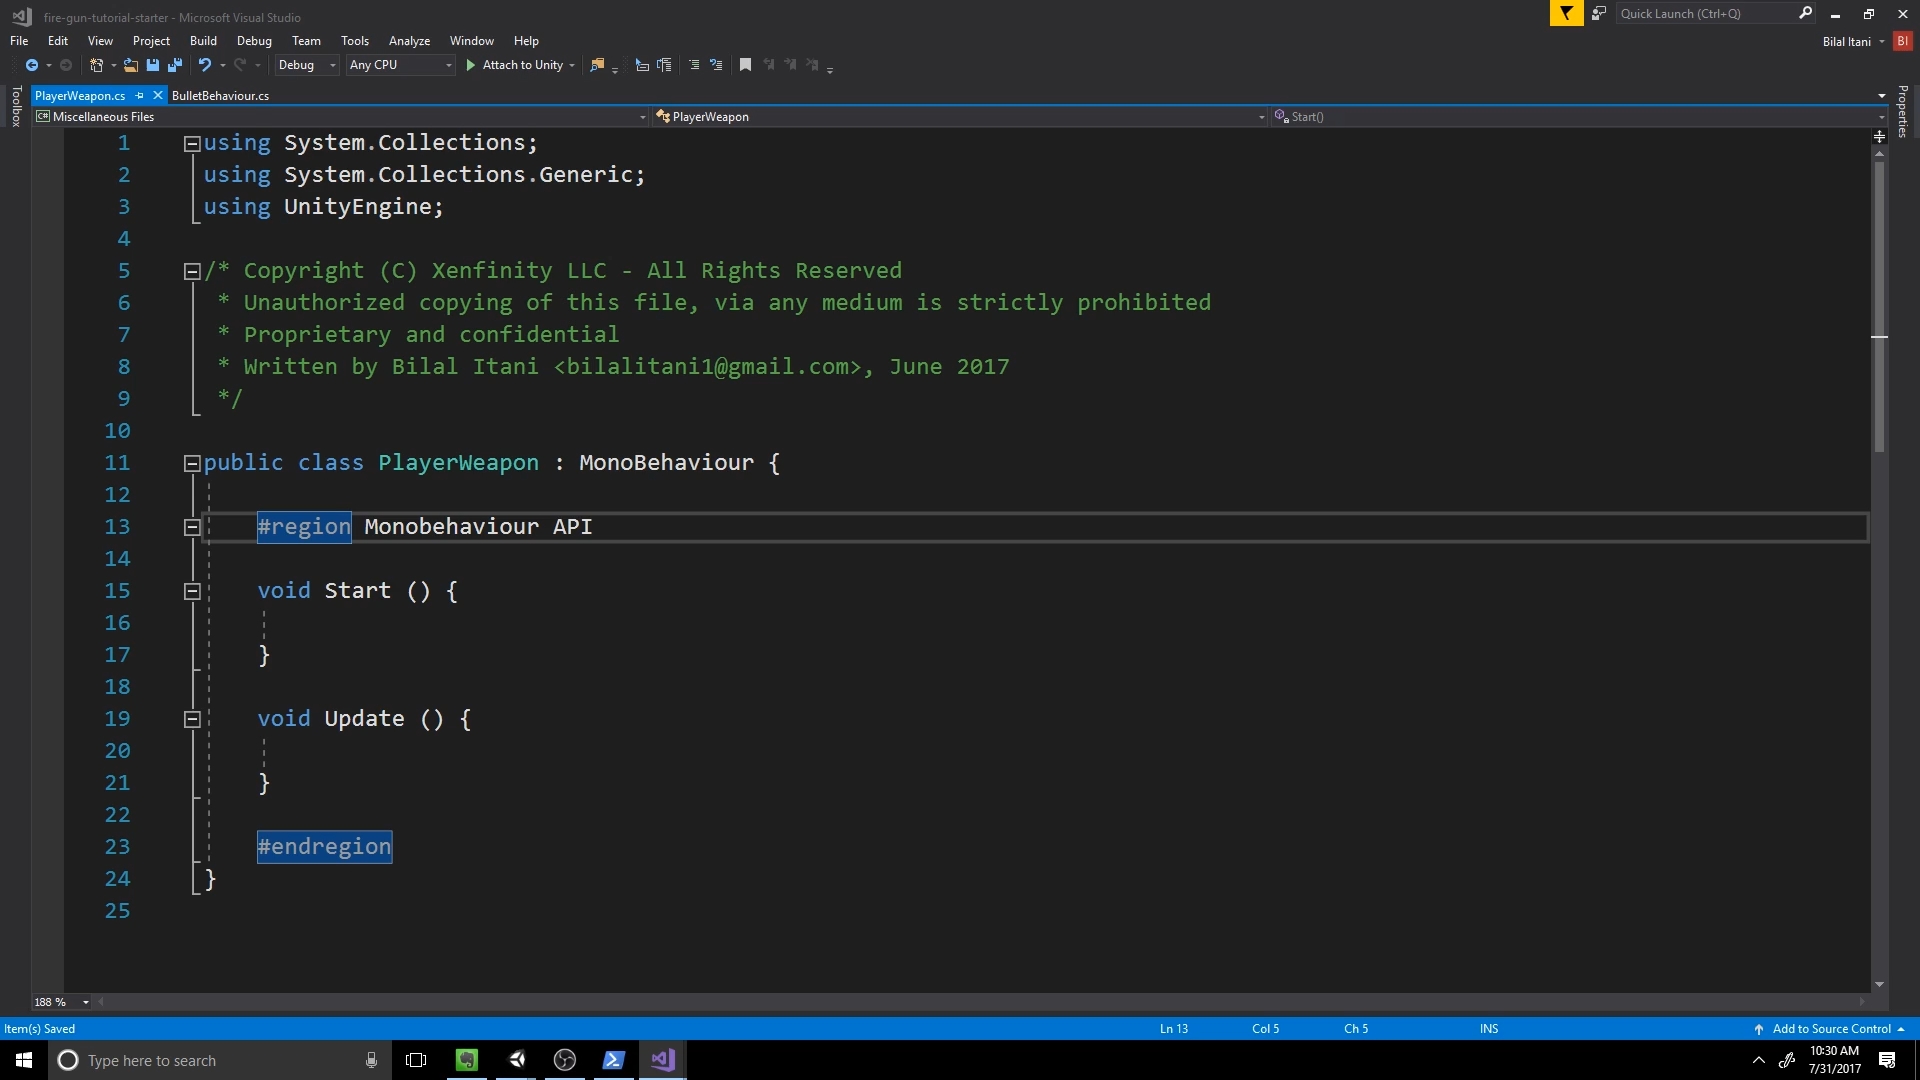 fire-gun-tutorial-starter - Microsoft Visual Studio
Quick Launch (Ctrl+Q)
File Edit View Project Build Debug Team Tools Analyze Window Help
Bilal Itani BI
Debug Any CPU Attach to Unity
Toolbox
PlayerWeapon.cs BulletBehaviour.cs
Properties
C# Miscellaneous Files PlayerWeapon Start()
1 using System.Collections;
2 using System.Collections.Generic;
3 using UnityEngine;
4
5 /* Copyright (C) Xenfinity LLC - All Rights Reserved
6 * Unauthorized copying of this file, via any medium is strictly prohibited
7 * Proprietary and confidential
8 * Written by Bilal Itani <bilalitani1@gmail.com>, June 2017
9 */
10
11 public class PlayerWeapon : MonoBehaviour {
12
13 #region Monobehaviour API
14
15 void Start () {
16
17 }
18
19 void Update () {
20
21 }
22
23 #endregion
24 }
25
188 %
Item(s) Saved Ln 13 Col 5 Ch 5 INS Add to Source Control
Type here to search
10:30 AM
7/31/2017